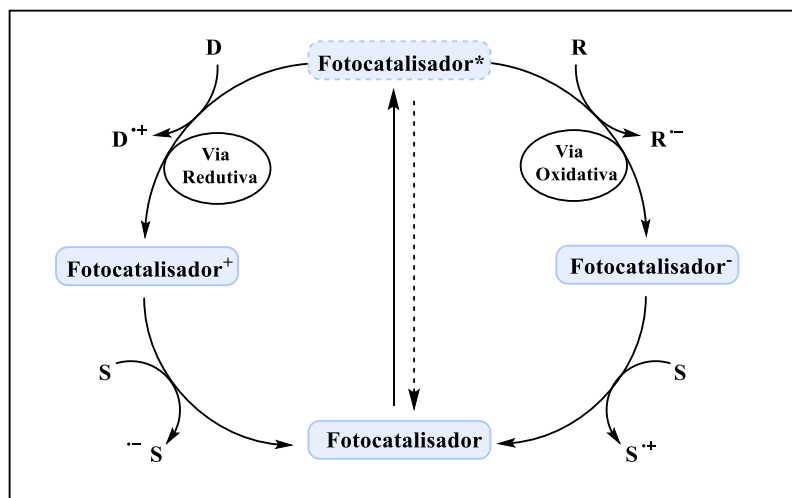 D
Fotocatalisador*
R
D·+
Via
Redutiva
Via
Oxidativa
R·−
Fotocatalisador+
Fotocatalisador-
S
S
·− S
Fotocatalisador
S·+